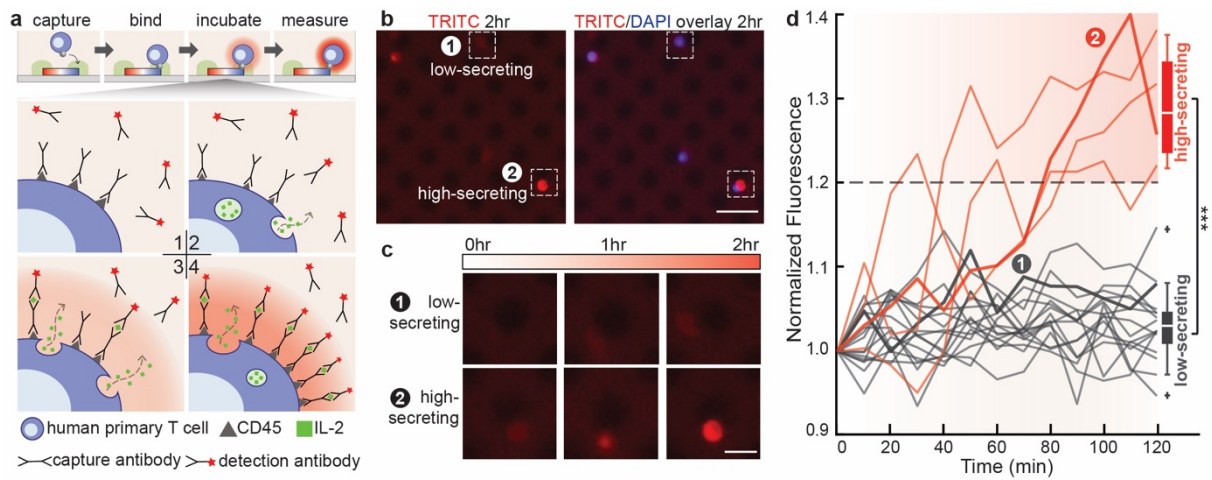 a
capture
bind
incubate
measure
1 2
3 4
human primary T cell
CD45
IL-2
capture antibody
detection antibody
b
TRITC 2hr
TRITC/DAPI overlay 2hr
1
low-secreting
2
high-secreting
c
0hr
1hr
2hr
1 low-
secreting
2 high-
secreting
d
Normalized Fluorescence
1.4
1.3
1.2
1.1
1.0
0.9
0
20
40
60
80
100
120
Time (min)
2
1
high-secreting
low-secreting
***